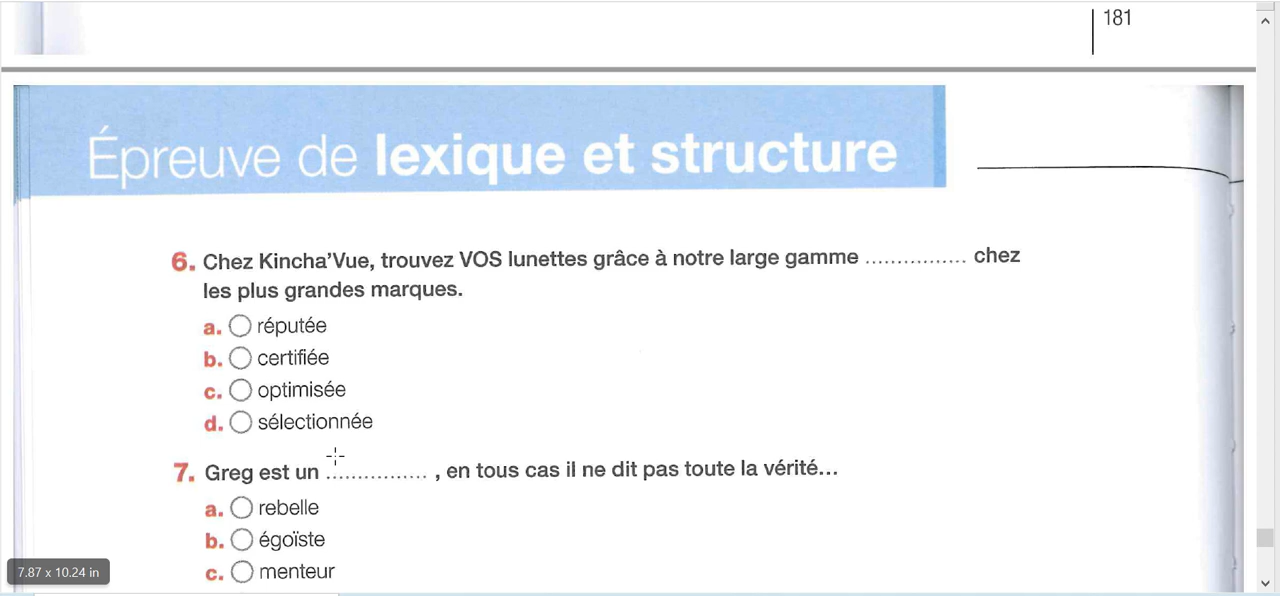 181
Épreuve de lexique et structure
6. Chez Kincha'Vue, trouvez VOS lunettes grâce à notre large gamme ................ chez
les plus grandes marques.
a. réputée
b. certifiée
c. optimisée
d. sélectionnée
7. Greg est un ................ , en tous cas il ne dit pas toute la vérité...
a. rebelle
b. égoïste
c. menteur
7.87 x 10.24 in